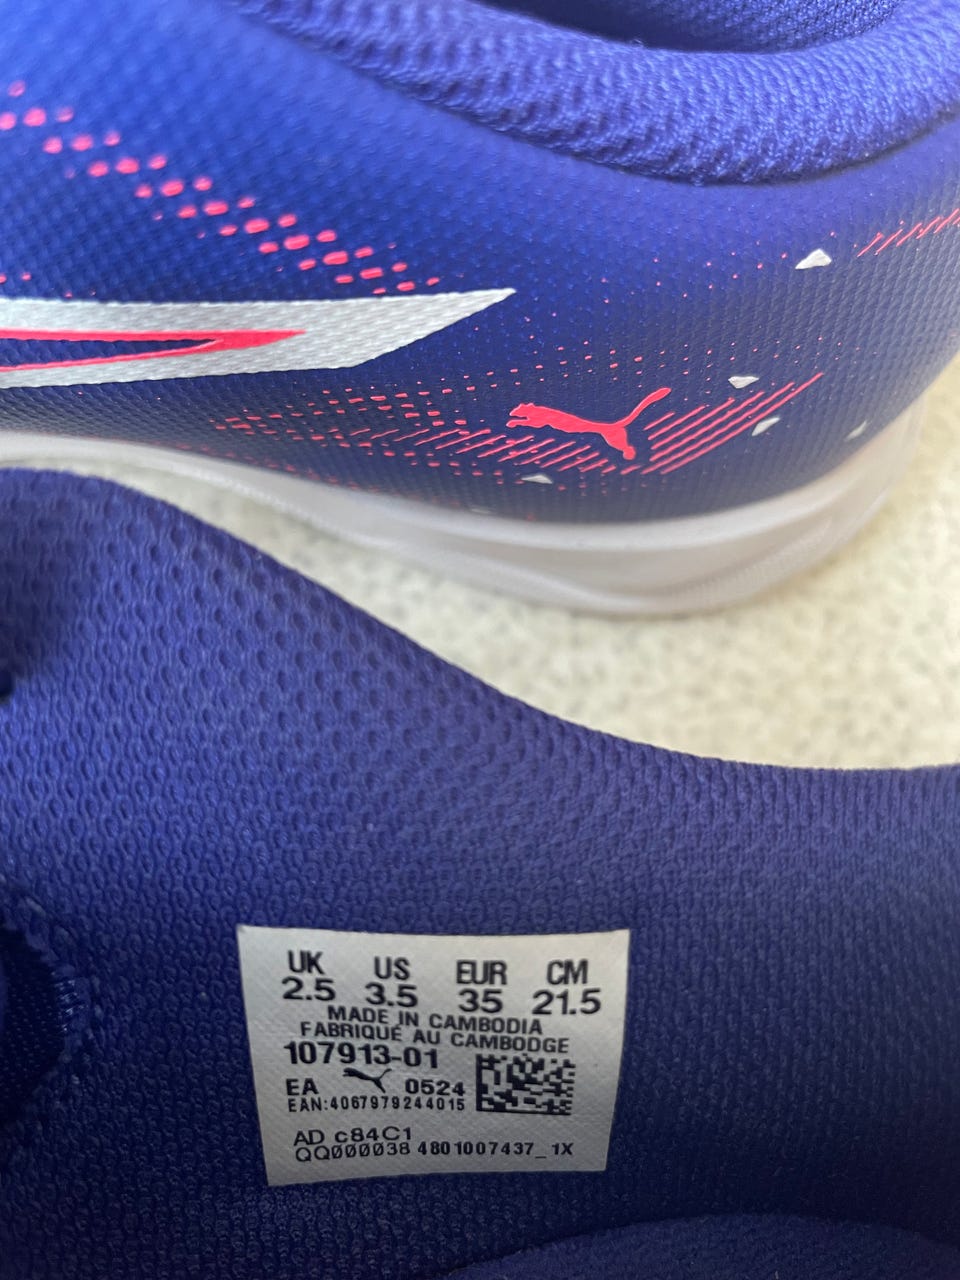 UK US EUR CM
2.5 3.5 35 21.5
MADE IN CAMBODIA
FABRIQUÉ AU CAMBODGE
107913-01
EA 0524
EAN:4067979244015
AD c84C1
QQ000038 4801007437_1X